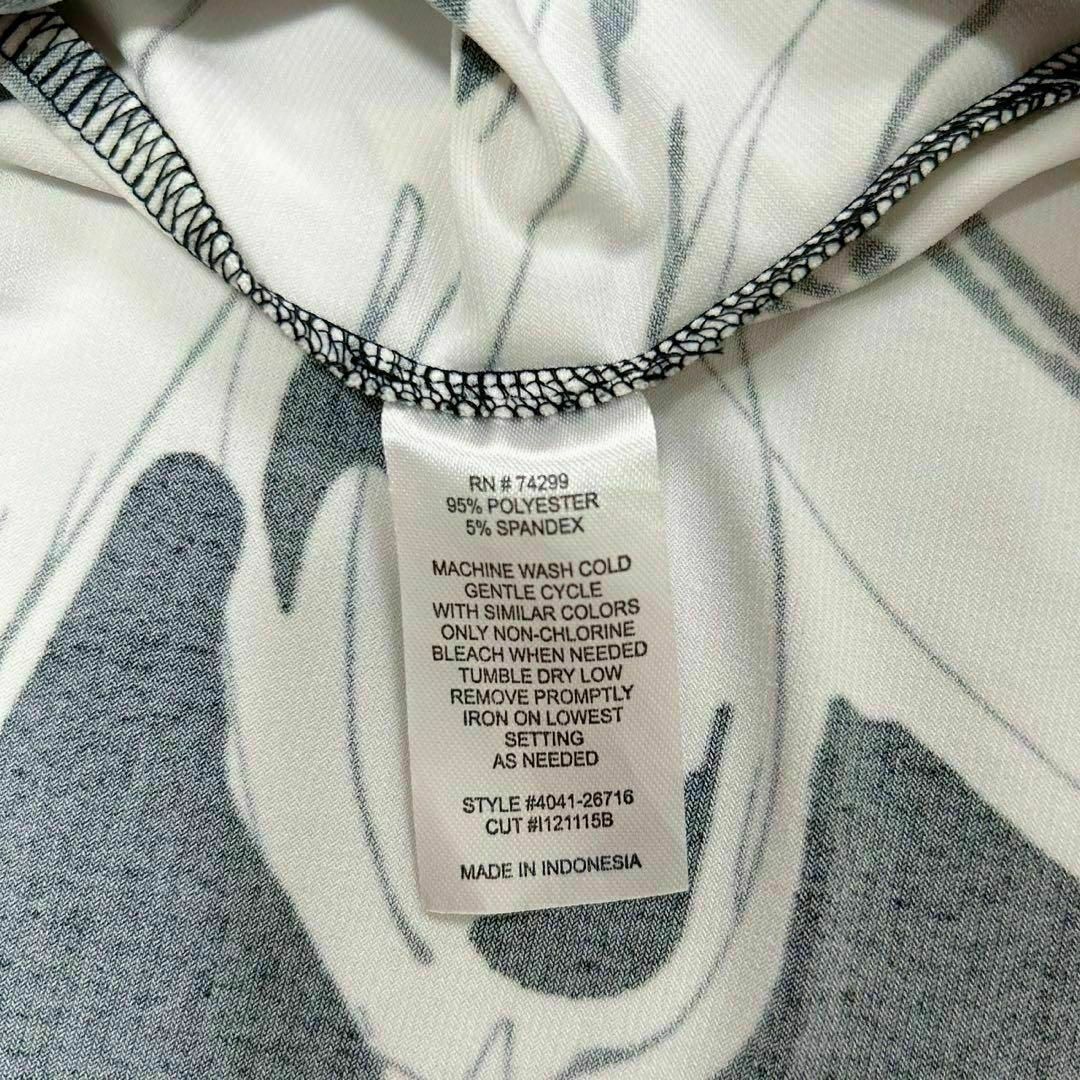 RN # 74299
95% POLYESTER
5% SPANDEX
MACHINE WASH COLD
GENTLE CYCLE
WITH SIMILAR COLORS
ONLY NON-CHLORINE
BLEACH WHEN NEEDED
TUMBLE DRY LOW
REMOVE PROMPTLY
IRON ON LOWEST
SETTING
AS NEEDED
STYLE #4041-26716
CUT #I121115B
MADE IN INDONESIA